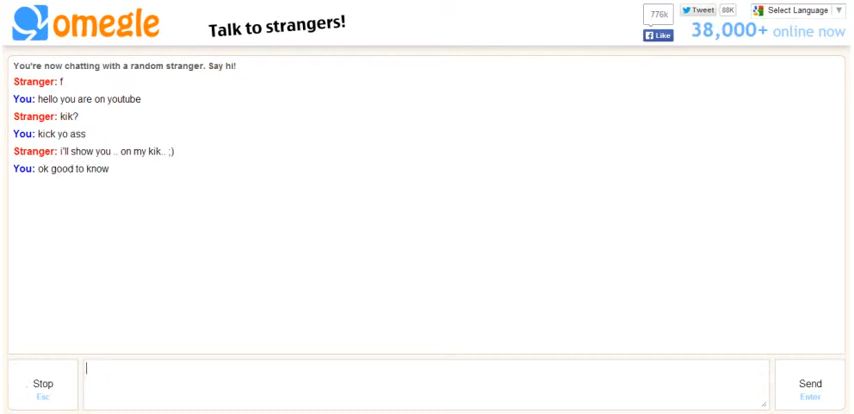 omegle
Talk to strangers!
776k
Like
Tweet
88K
Select Language
38,000+ online now
You're now chatting with a random stranger. Say hi!
Stranger: f
You: hello you are on youtube
Stranger: kik?
You: kick yo ass
Stranger: i'll show you .. on my kik.. ;)
You: ok good to know
Stop
Esc
Send
Enter